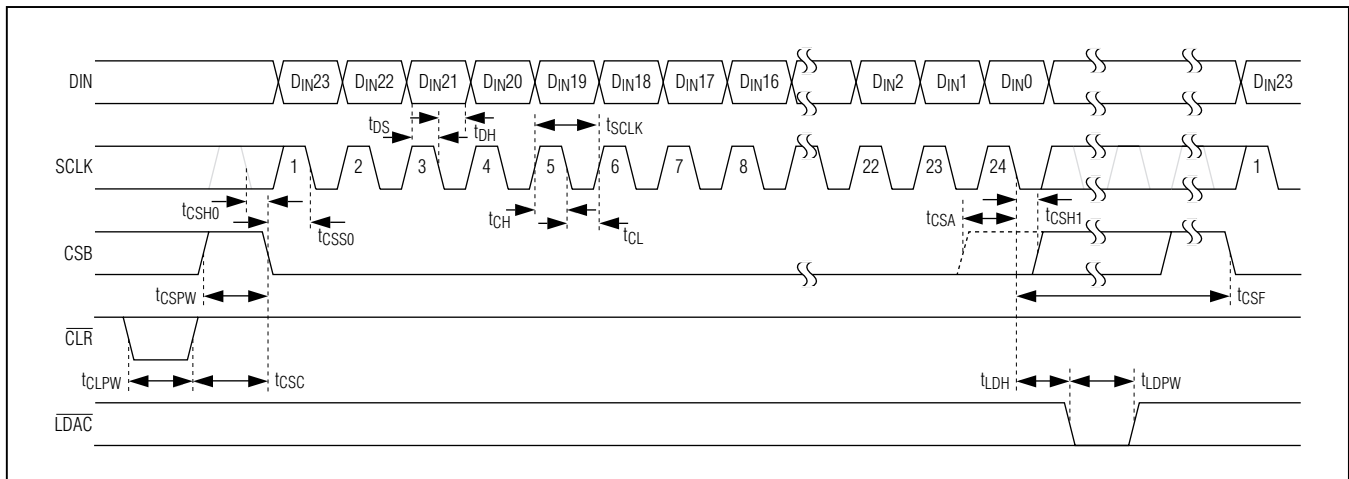 DIN DIN23 DIN22 DIN21 DIN20 DIN19 DIN18 DIN17 DIN16 DIN2 DIN1 DIN0 DIN23
tDS tDH tSCLK
SCLK 1 2 3 4 5 6 7 8 22 23 24 1
tCSH0 tCSS0 tCH tCL tCSA tCSH1
CSB
tCSPW tCSF
CLR
tCLPW tCSC tLDH tLDPW
LDAC